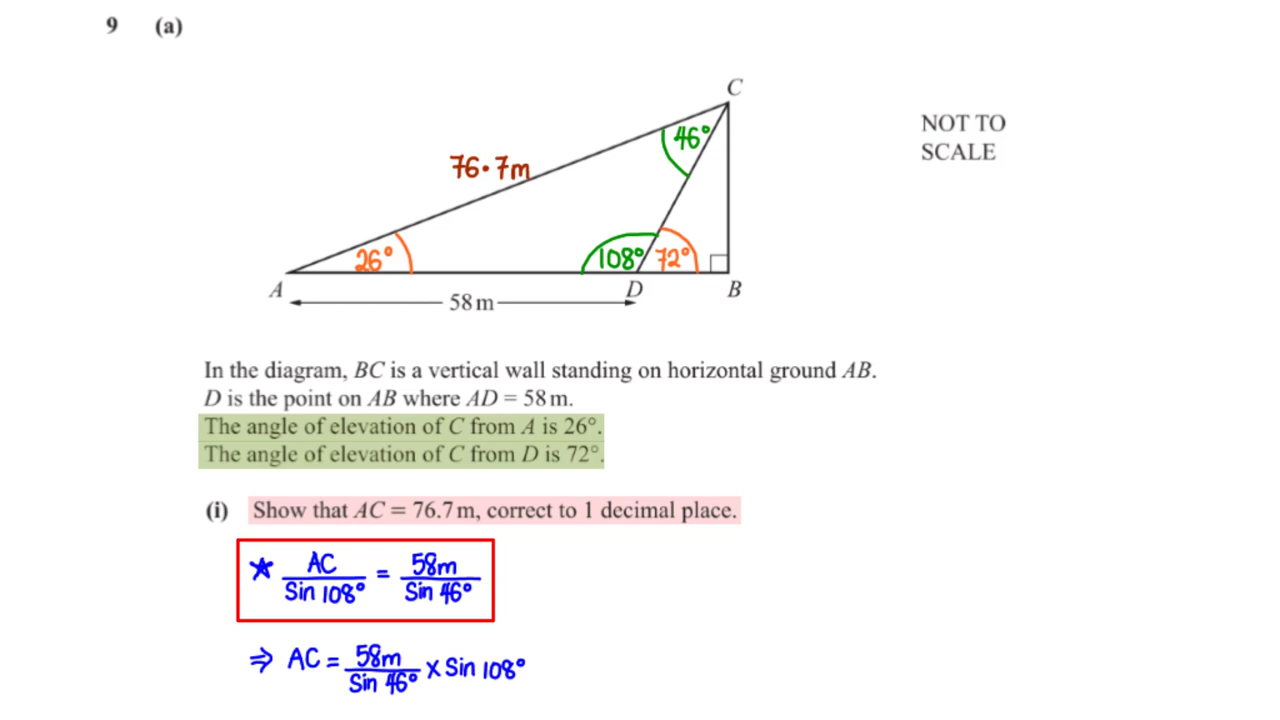 9 (a)
C
NOT TO
SCALE
46°
76.7m
26°
108° 72°
A D B
58 m
In the diagram, BC is a vertical wall standing on horizontal ground AB.
D is the point on AB where AD = 58 m.
The angle of elevation of C from A is 26°.
The angle of elevation of C from D is 72°.
(i) Show that AC = 76.7 m, correct to 1 decimal place.
★ AC/Sin 108° = 58m/Sin 46°
⇒ AC = 58m/Sin 46° × Sin 108°